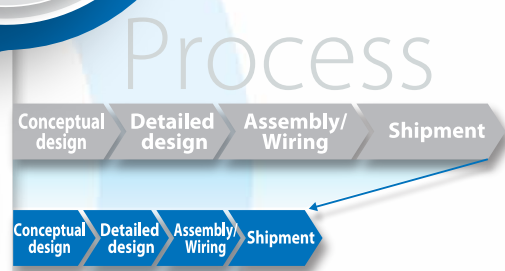 Process
Conceptual design
Detailed design
Assembly/ Wiring
Shipment
Conceptual design
Detailed design
Assembly/ Wiring
Shipment